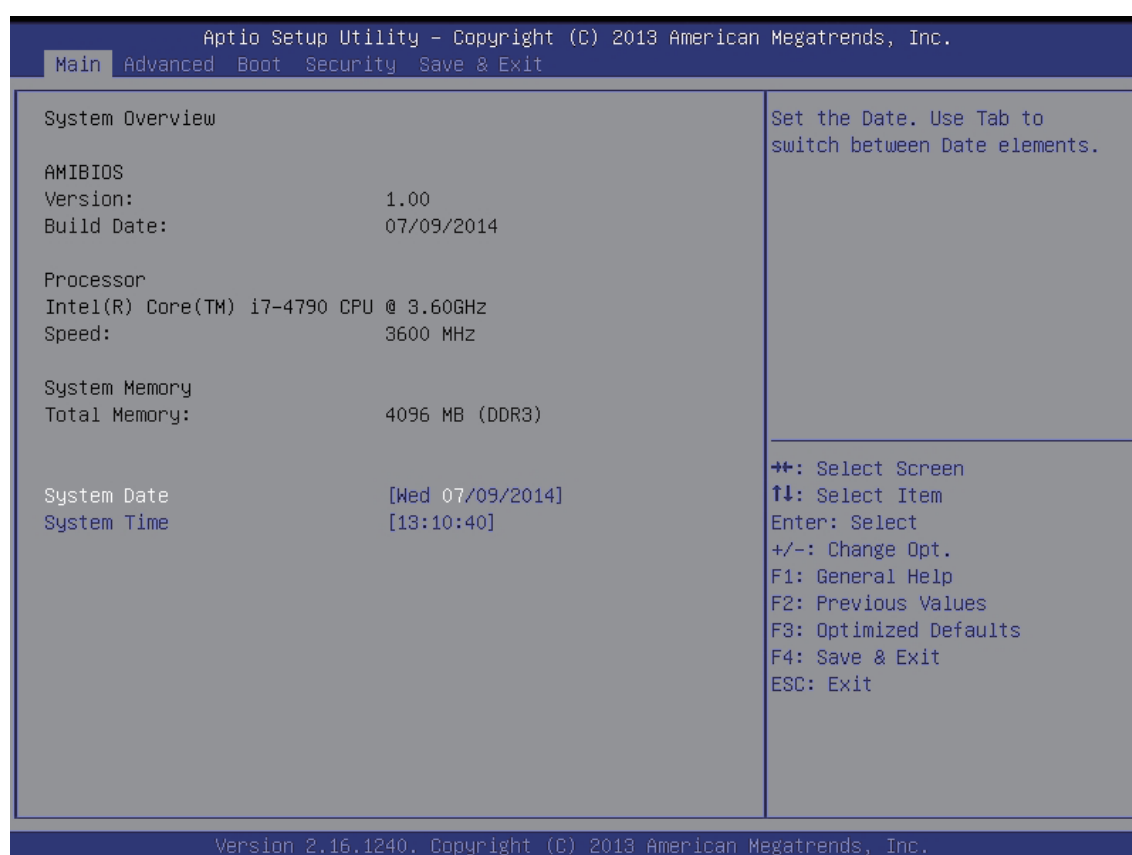 Aptio Setup Utility – Copyright (C) 2013 American Megatrends, Inc.
Main Advanced Boot Security Save & Exit
System Overview
AMIBIOS
Version: 1.00
Build Date: 07/09/2014
Processor
Intel(R) Core(TM) i7-4790 CPU @ 3.60GHz
Speed: 3600 MHz
System Memory
Total Memory: 4096 MB (DDR3)
System Date [Wed 07/09/2014]
System Time [13:10:40]
Set the Date. Use Tab to
switch between Date elements.
→←: Select Screen
↑↓: Select Item
Enter: Select
+/-: Change Opt.
F1: General Help
F2: Previous Values
F3: Optimized Defaults
F4: Save & Exit
ESC: Exit
Version 2.16.1240. Copyright (C) 2013 American Megatrends, Inc.